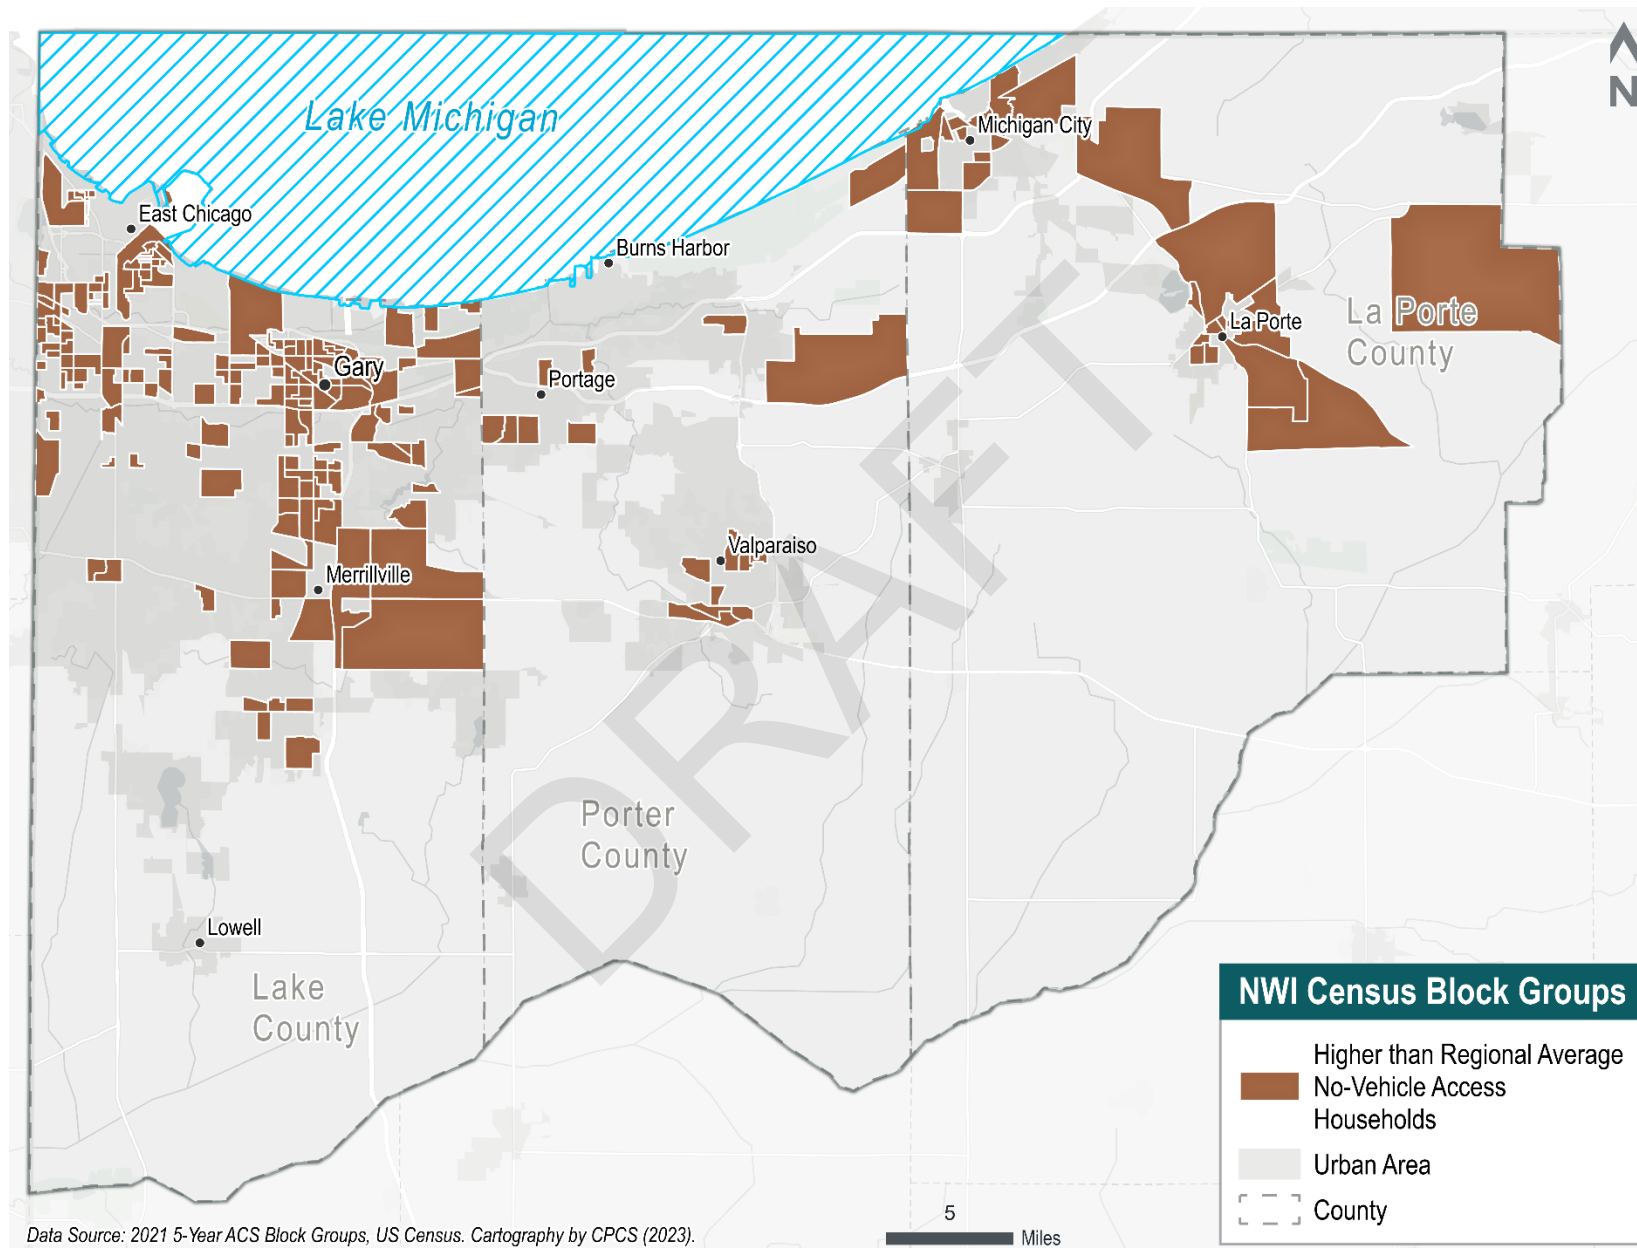 N
Lake Michigan
Michigan City
East Chicago
Burns Harbor
La Porte
La Porte
County
Gary
Portage
Valparaiso
Merrillville
DRAFT
Porter
County
Lowell
Lake
County
NWI Census Block Groups
Higher than Regional Average
No-Vehicle Access
Households
Urban Area
County
5
Miles
Data Source: 2021 5-Year ACS Block Groups, US Census. Cartography by CPCS (2023).